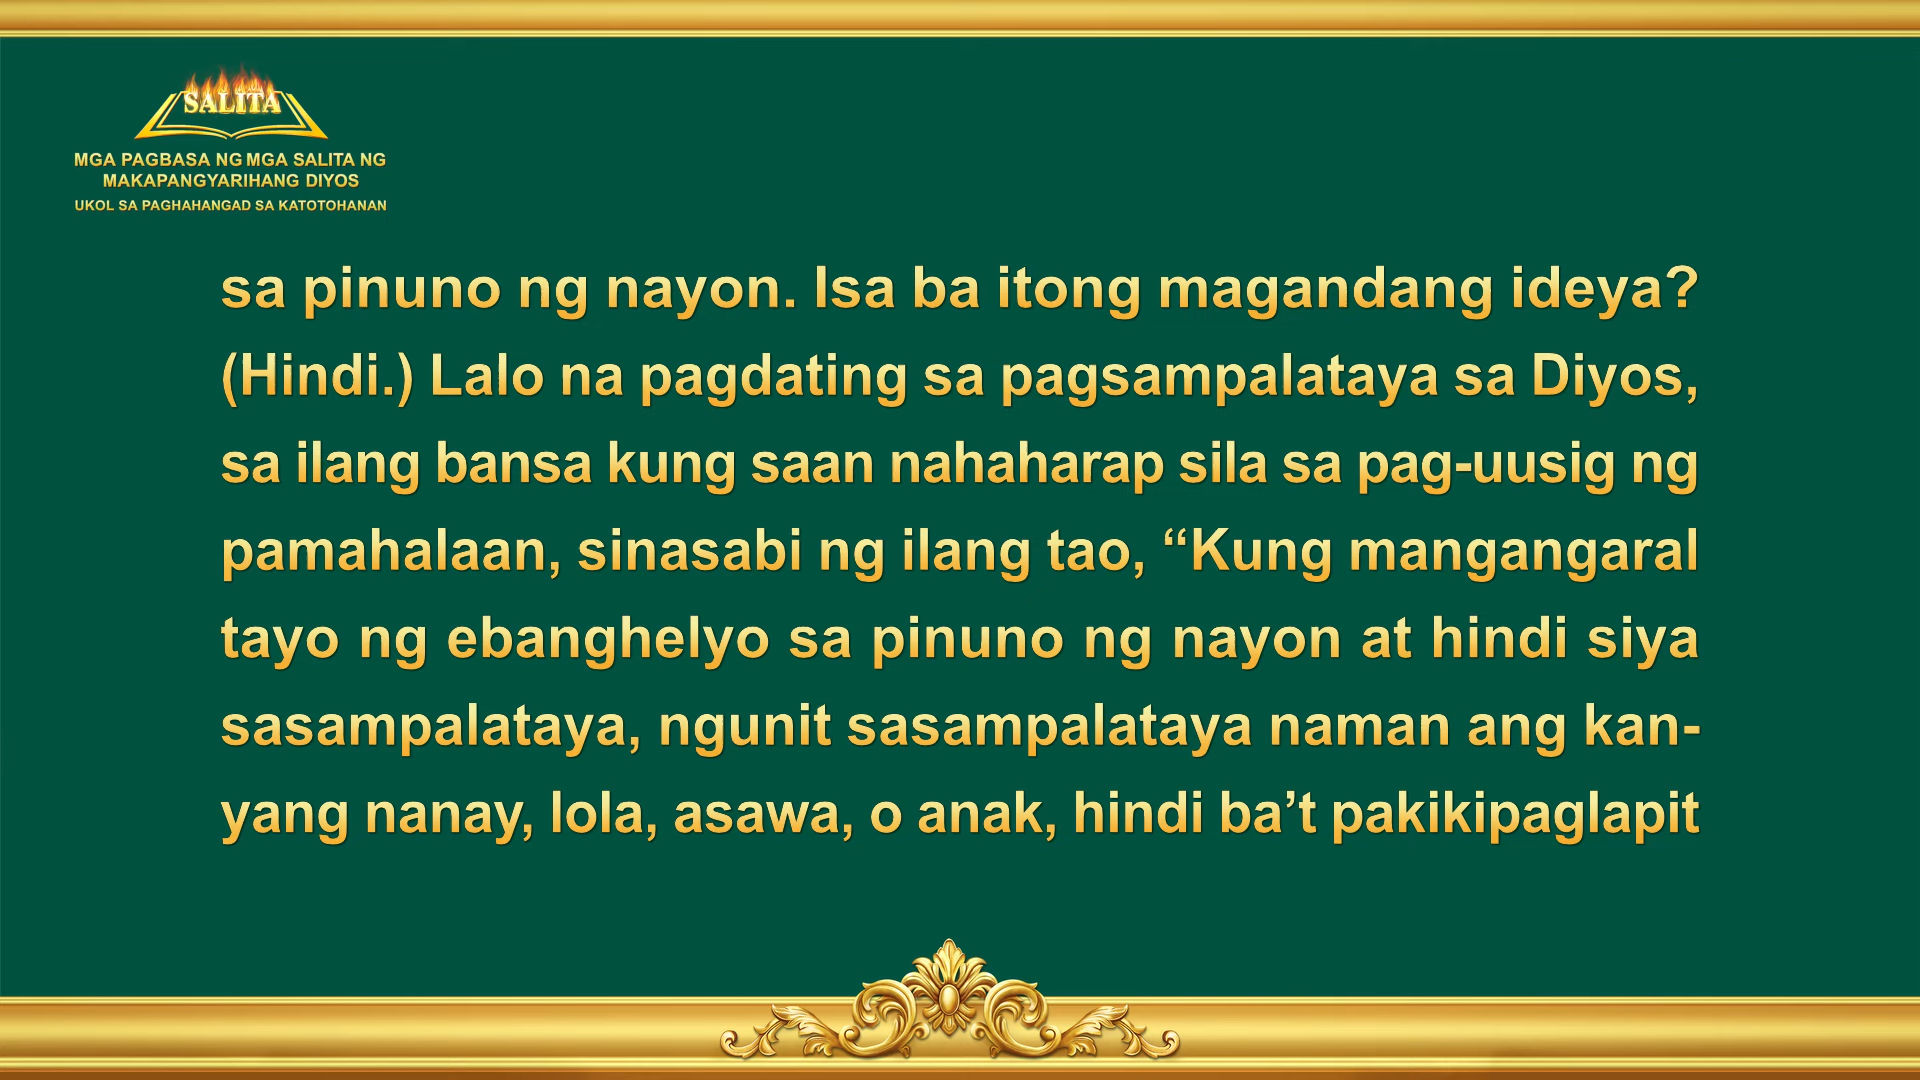 SALITA
MGA PAGBASA NG MGA SALITA NG
MAKAPANGYARIHANG DIYOS
UKOL SA PAGHAHANGAD SA KATOTOHANAN
sa pinuno ng nayon. Isa ba itong magandang ideya?
(Hindi.) Lalo na pagdating sa pagsampalataya sa Diyos,
sa ilang bansa kung saan nahaharap sila sa pag-uusig ng
pamahalaan, sinasabi ng ilang tao, “Kung mangangaral
tayo ng ebanghelyo sa pinuno ng nayon at hindi siya
sasampalataya, ngunit sasampalataya naman ang kan-
yang nanay, lola, asawa, o anak, hindi ba’t pakikipaglapit